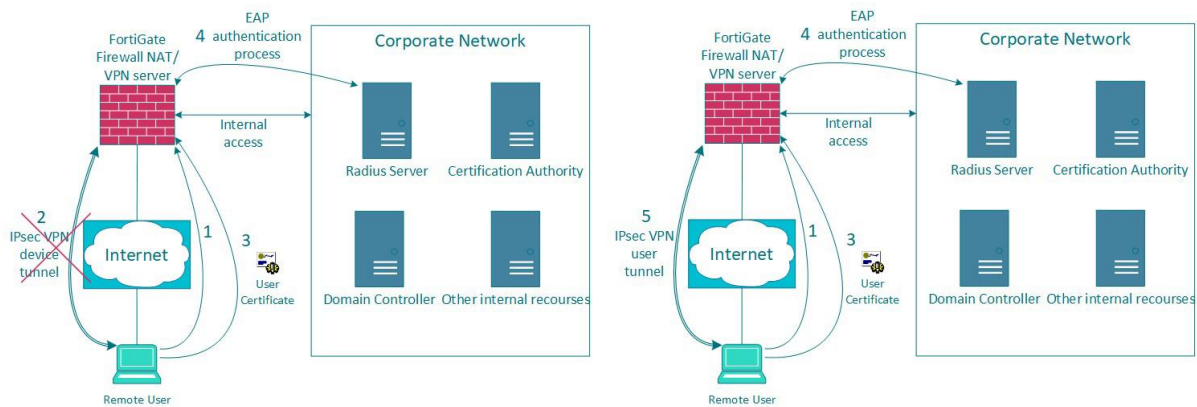 EAP
4 authentication
process
FortiGate
Firewall NAT/
VPN server
Corporate Network
Internal
access
Radius Server
Certification Authority
2
IPsec VPN
device
tunnel
Internet
1
3
User
Certificate
Domain Controller
Other internal recourses
Remote User
EAP
4 authentication
process
FortiGate
Firewall NAT/
VPN server
Corporate Network
Internal
access
Radius Server
Certification Authority
5
IPsec VPN
user
tunnel
Internet
1
3
User
Certificate
Domain Controller
Other internal recourses
Remote User